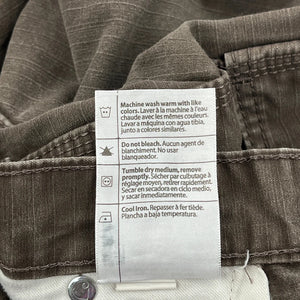 Machine wash warm with like
colors. Laver à la machine à l'eau
chaude avec les mêmes couleurs.
Lavar a máquina con agua tibia,
junto a colores similares.
Do not bleach. Aucun agent de
blanchiment. No usar
blanqueador.
Tumble dry medium, remove
promptly. Sécher par culbutage à
réglage moyen, retirer rapidement.
Secar en secadora en ciclo medio,
y sacar inmediatamente.
Cool Iron. Repasser à fer tiède.
Plancha a baja temperatura.